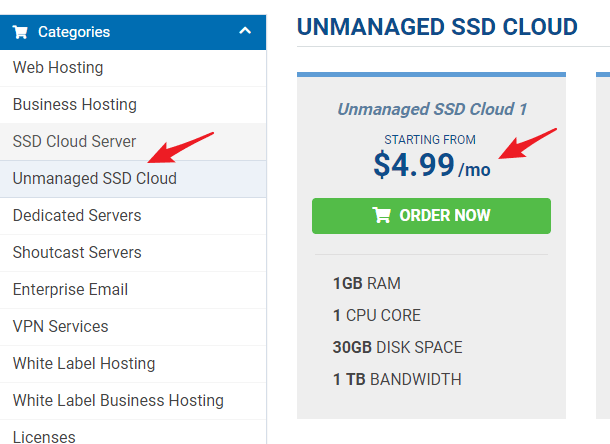 Categories
Web Hosting
Business Hosting
SSD Cloud Server
Unmanaged SSD Cloud
Dedicated Servers
Shoutcast Servers
Enterprise Email
VPN Services
White Label Hosting
White Label Business Hosting
Licenses
UNMANAGED SSD CLOUD
Unmanaged SSD Cloud 1
STARTING FROM
$4.99 /mo
ORDER NOW
1GB RAM
1 CPU CORE
30GB DISK SPACE
1 TB BANDWIDTH